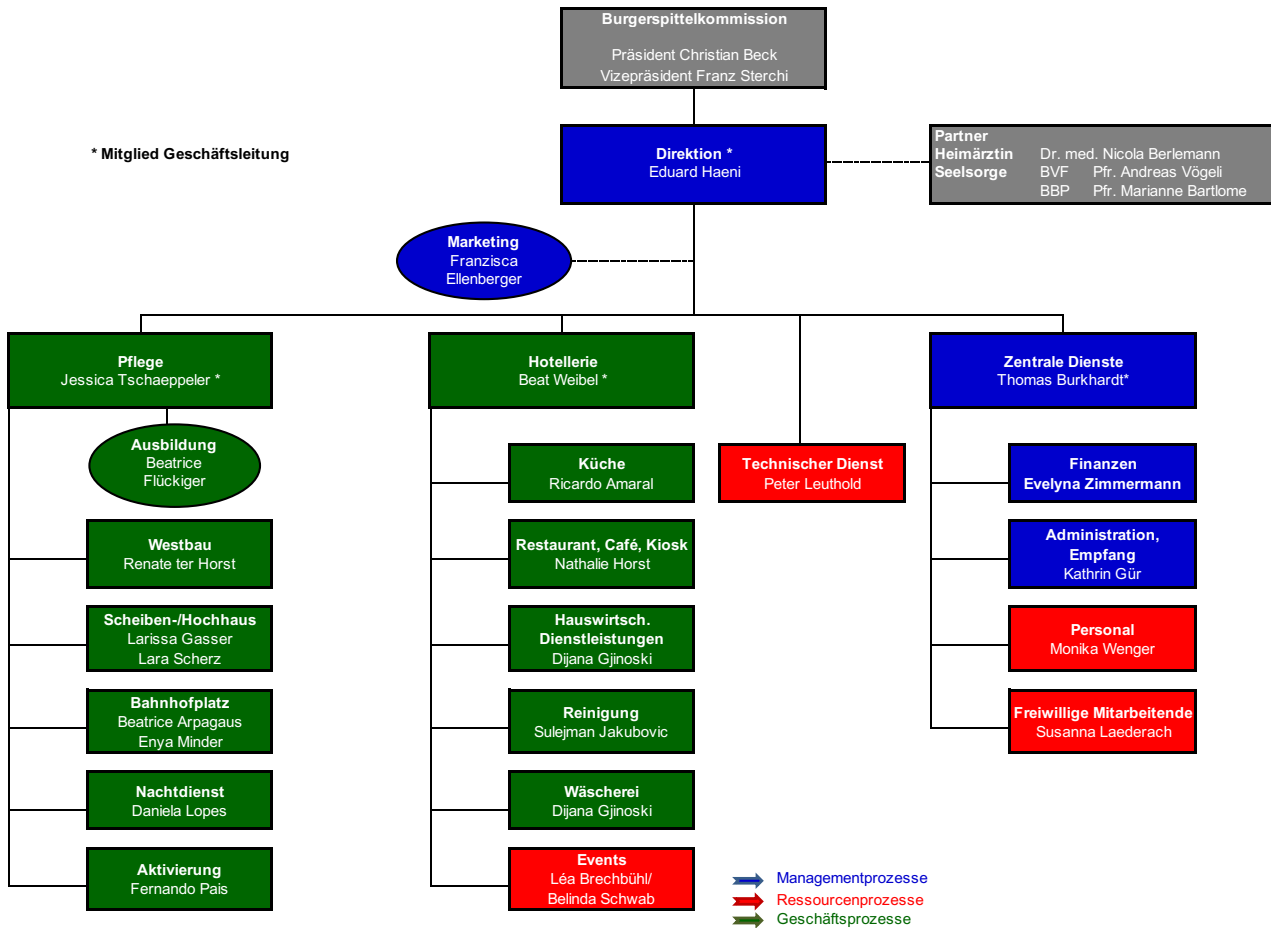 Burgerspittelkommission
Präsident Christian Beck
Vizepräsident Franz Sterchi
* Mitglied Geschäftsleitung
Direktion *
Eduard Haeni
Partner
Heimärztin Dr. med. Nicola Berlemann
Seelsorge BVF Pfr. Andreas Vögeli
BBP Pfr. Marianne Bartlome
Marketing
Franzisca
Ellenberger
Pflege
Jessica Tschaeppeler *
Ausbildung
Beatrice
Flückiger
Westbau
Renate ter Horst
Scheiben-/Hochhaus
Larissa Gasser
Lara Scherz
Bahnhofplatz
Beatrice Arpagaus
Enya Minder
Nachtdienst
Daniela Lopes
Aktivierung
Fernando Pais
Hotellerie
Beat Weibel *
Küche
Ricardo Amaral
Restaurant, Café, Kiosk
Nathalie Horst
Hauswirtsch.
Dienstleistungen
Dijana Gjinoski
Reinigung
Sulejman Jakubovic
Wäscherei
Dijana Gjinoski
Events
Léa Brechbühl/
Belinda Schwab
Technischer Dienst
Peter Leuthold
Zentrale Dienste
Thomas Burkhardt*
Finanzen
Evelyna Zimmermann
Administration,
Empfang
Kathrin Gür
Personal
Monika Wenger
Freiwillige Mitarbeitende
Susanna Laederach
Managementprozesse
Ressourcenprozesse
Geschäftsprozesse